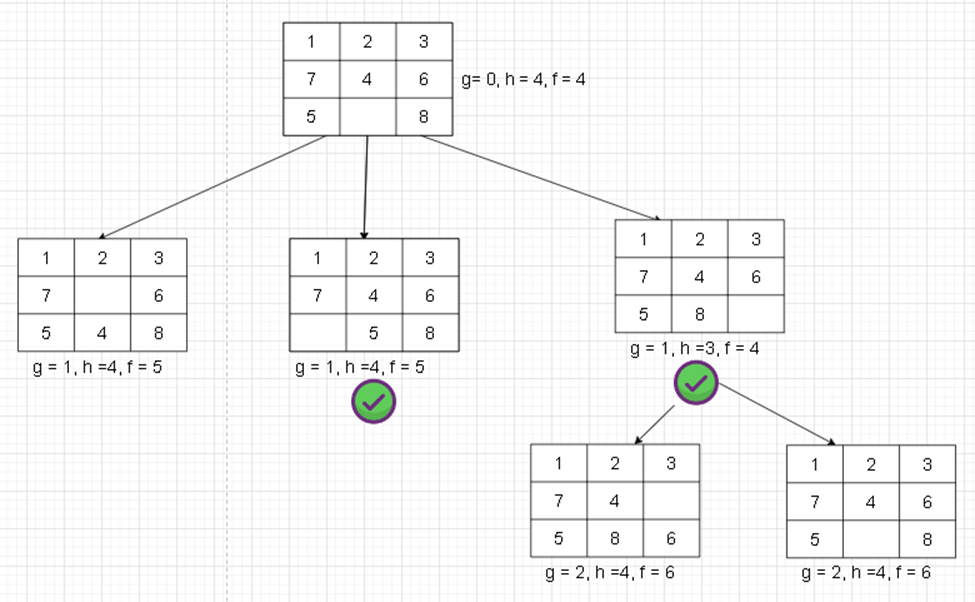 1 2 3
7 4 6
5 8
g= 0, h = 4, f = 4
1 2 3
7 6
5 4 8
g = 1, h =4, f = 5
1 2 3
7 4 6
5 8
g = 1, h =4, f = 5
1 2 3
7 4 6
5 8
g = 1, h =3, f = 4
1 2 3
7 4
5 8 6
g = 2, h =4, f = 6
1 2 3
7 4 6
5 8
g = 2, h =4, f = 6